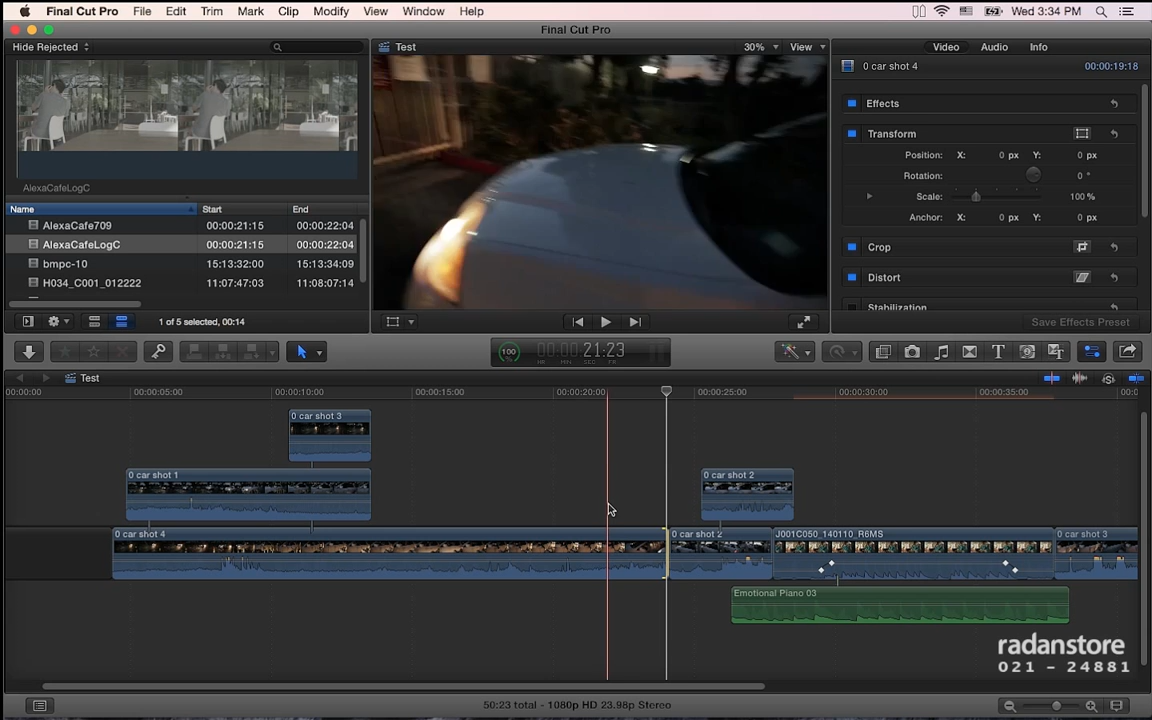 Final Cut Pro File Edit Trim Mark Clip Modify View Window Help Wed 3:34 PM
Final Cut Pro
Hide Rejected
Test 30% View
Video Audio Info
0 car shot 4 00:00:19:18
Effects
Transform
Position: X: 0 px Y: 0 px
Rotation: 0 °
Scale: 100 %
Anchor: X: 0 px Y: 0 px
Crop
Distort
Stabilization
Save Effects Preset
AlexaCafeLogC
Name Start End
AlexaCafe709 00:00:21:15 00:00:22:04
AlexaCafeLogC 00:00:21:15 00:00:22:04
bmpc-10 15:13:32:00 15:13:34:09
H034_C001_012222 11:07:47:03 11:08:07:14
1 of 5 selected, 00:14
100 00:00:21:23
HR MIN SEC FR
Test
00:00:00:00 00:00:05:00 00:00:10:00 00:00:15:00 00:00:20:00 00:00:25:00 00:00:30:00 00:00:35:00
0 car shot 3
0 car shot 1
0 car shot 2
0 car shot 4
0 car shot 2
J001C050_140110_R6MS
0 car shot 3
Emotional Piano 03
radanstore
021 - 24881
50:23 total - 1080p HD 23.98p Stereo